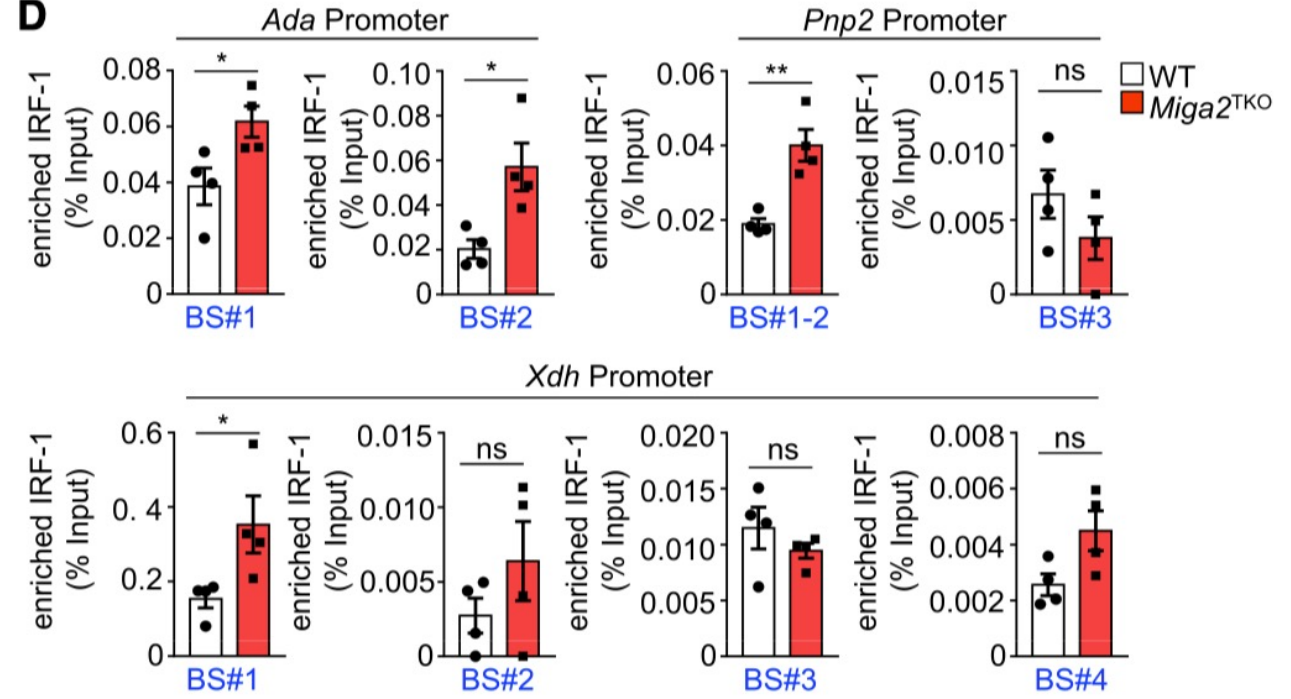 D
Ada Promoter
Pnp2 Promoter
WT
Miga2TKO
enriched IRF-1
(% Input)
0.08
0.06
0.04
0.02
0
*
BS#1
enriched IRF-1
(% Input)
0.10
0.08
0.06
0.04
0.02
0
*
BS#2
enriched IRF-1
(% Input)
0.06
0.04
0.02
0
**
BS#1-2
enriched IRF-1
(% Input)
0.015
0.010
0.005
0
ns
BS#3
Xdh Promoter
enriched IRF-1
(% Input)
0.6
0.4
0.2
0
*
BS#1
enriched IRF-1
(% Input)
0.015
0.010
0.005
0
ns
BS#2
enriched IRF-1
(% Input)
0.020
0.015
0.010
0.005
0
ns
BS#3
enriched IRF-1
(% Input)
0.008
0.006
0.004
0.002
0
ns
BS#4